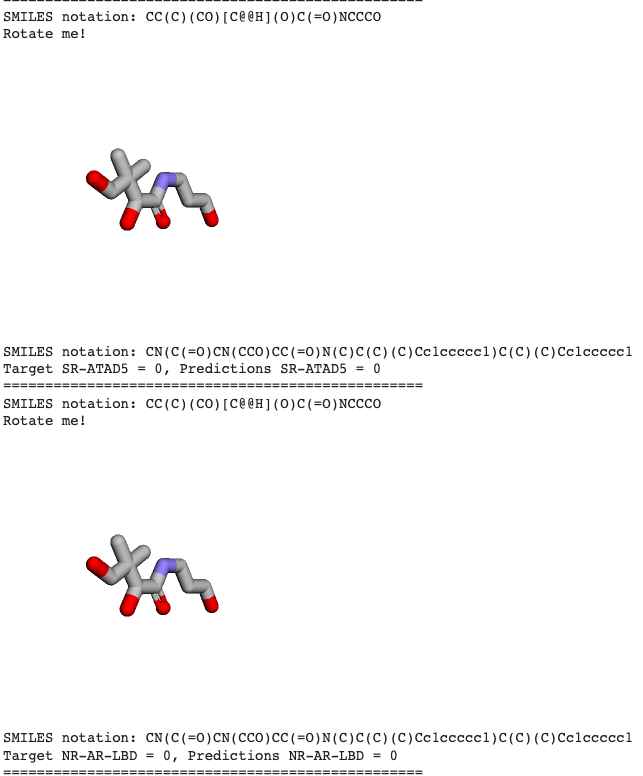 ==================================================
SMILES notation: CC(C)(CO)[C@@H](O)C(=O)NCCCO
Rotate me!
SMILES notation: CN(C(=O)CN(CCO)CC(=O)N(C)C(C)(C)Cc1ccccc1)C(C)(C)Cc1ccccc1
Target SR-ATAD5 = 0, Predictions SR-ATAD5 = 0
==================================================
SMILES notation: CC(C)(CO)[C@@H](O)C(=O)NCCCO
Rotate me!
SMILES notation: CN(C(=O)CN(CCO)CC(=O)N(C)C(C)(C)Cc1ccccc1)C(C)(C)Cc1ccccc1
Target NR-AR-LBD = 0, Predictions NR-AR-LBD = 0
==================================================